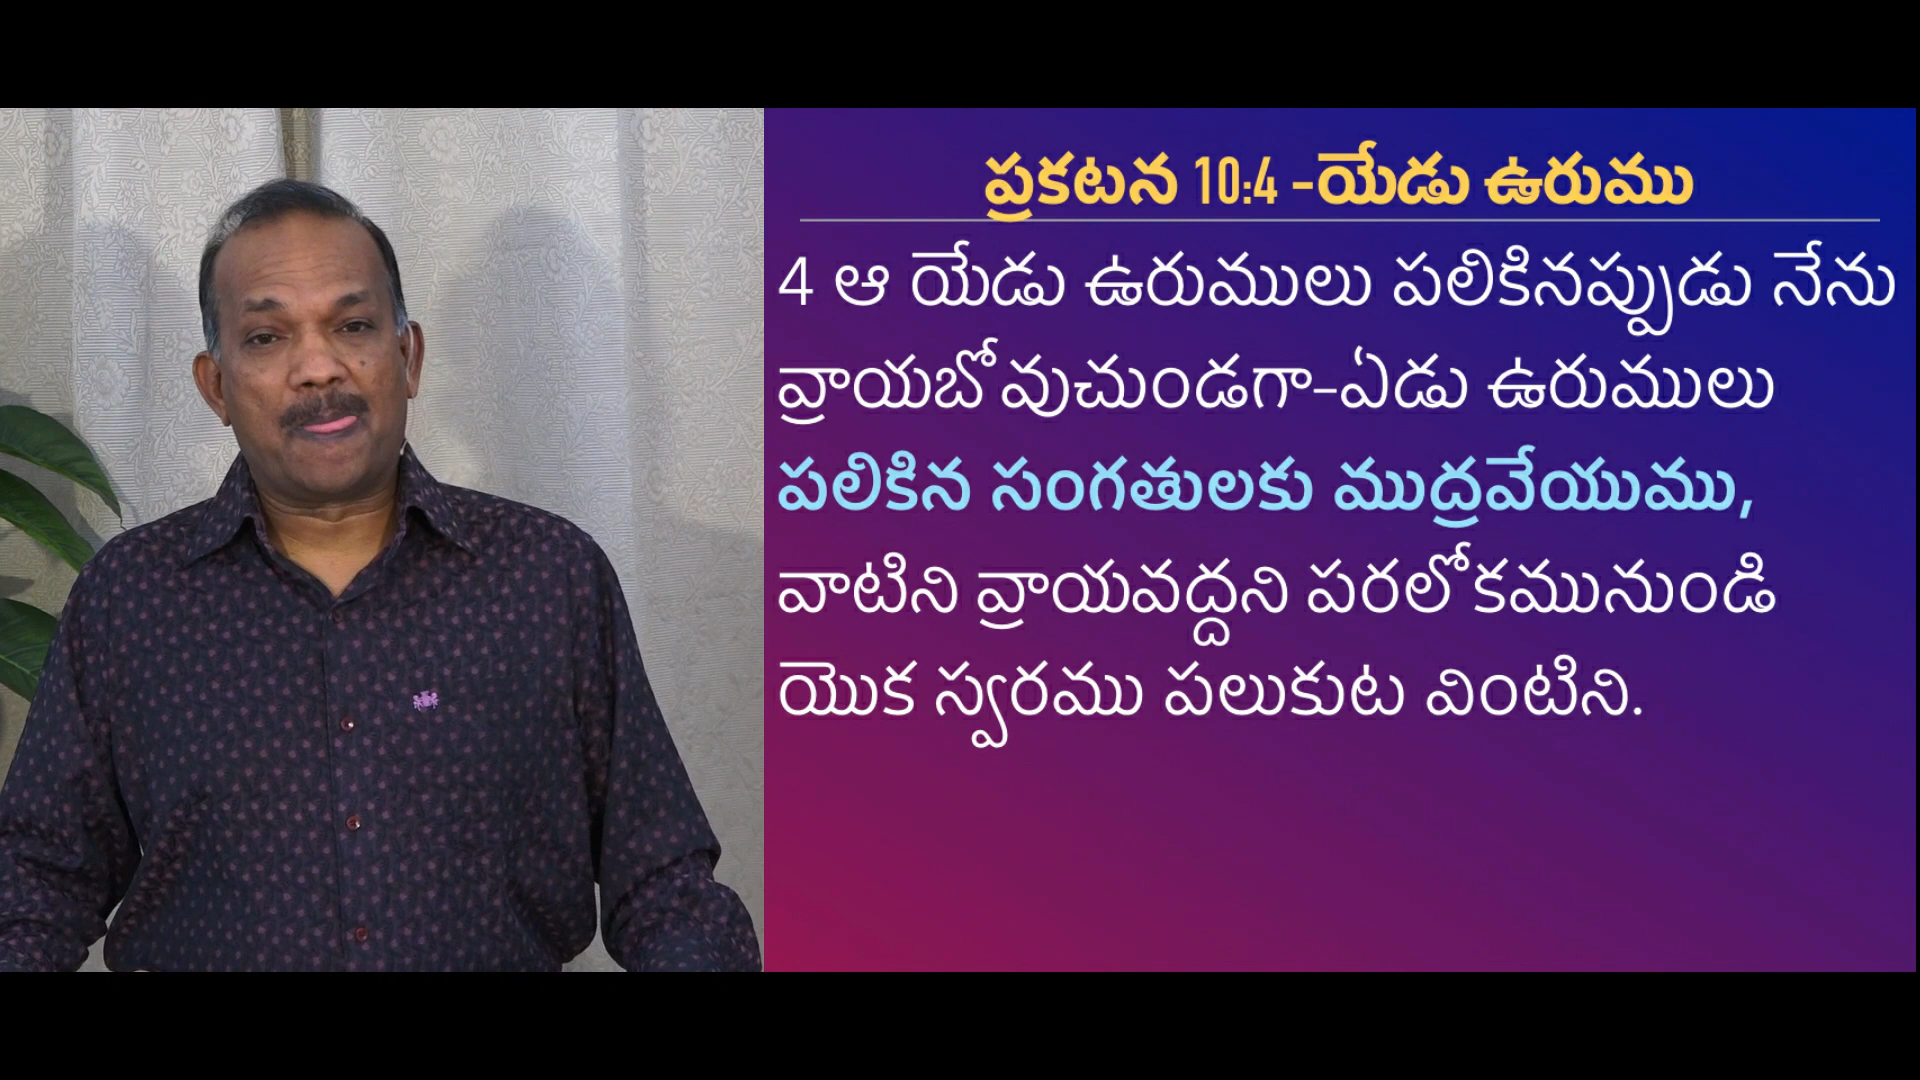 ప్రకటన 10:4 -యేడు ఉరుము
4 ఆ యేడు ఉరుములు పలికినప్పుడు నేను
వ్రాయబోవుచుండగా–ఏడు ఉరుములు
పలికిన సంగతులకు ముద్రవేయుము,
వాటిని వ్రాయవద్దని పరలోకమునుండి
యొక స్వరము పలుకుట వింటిని.